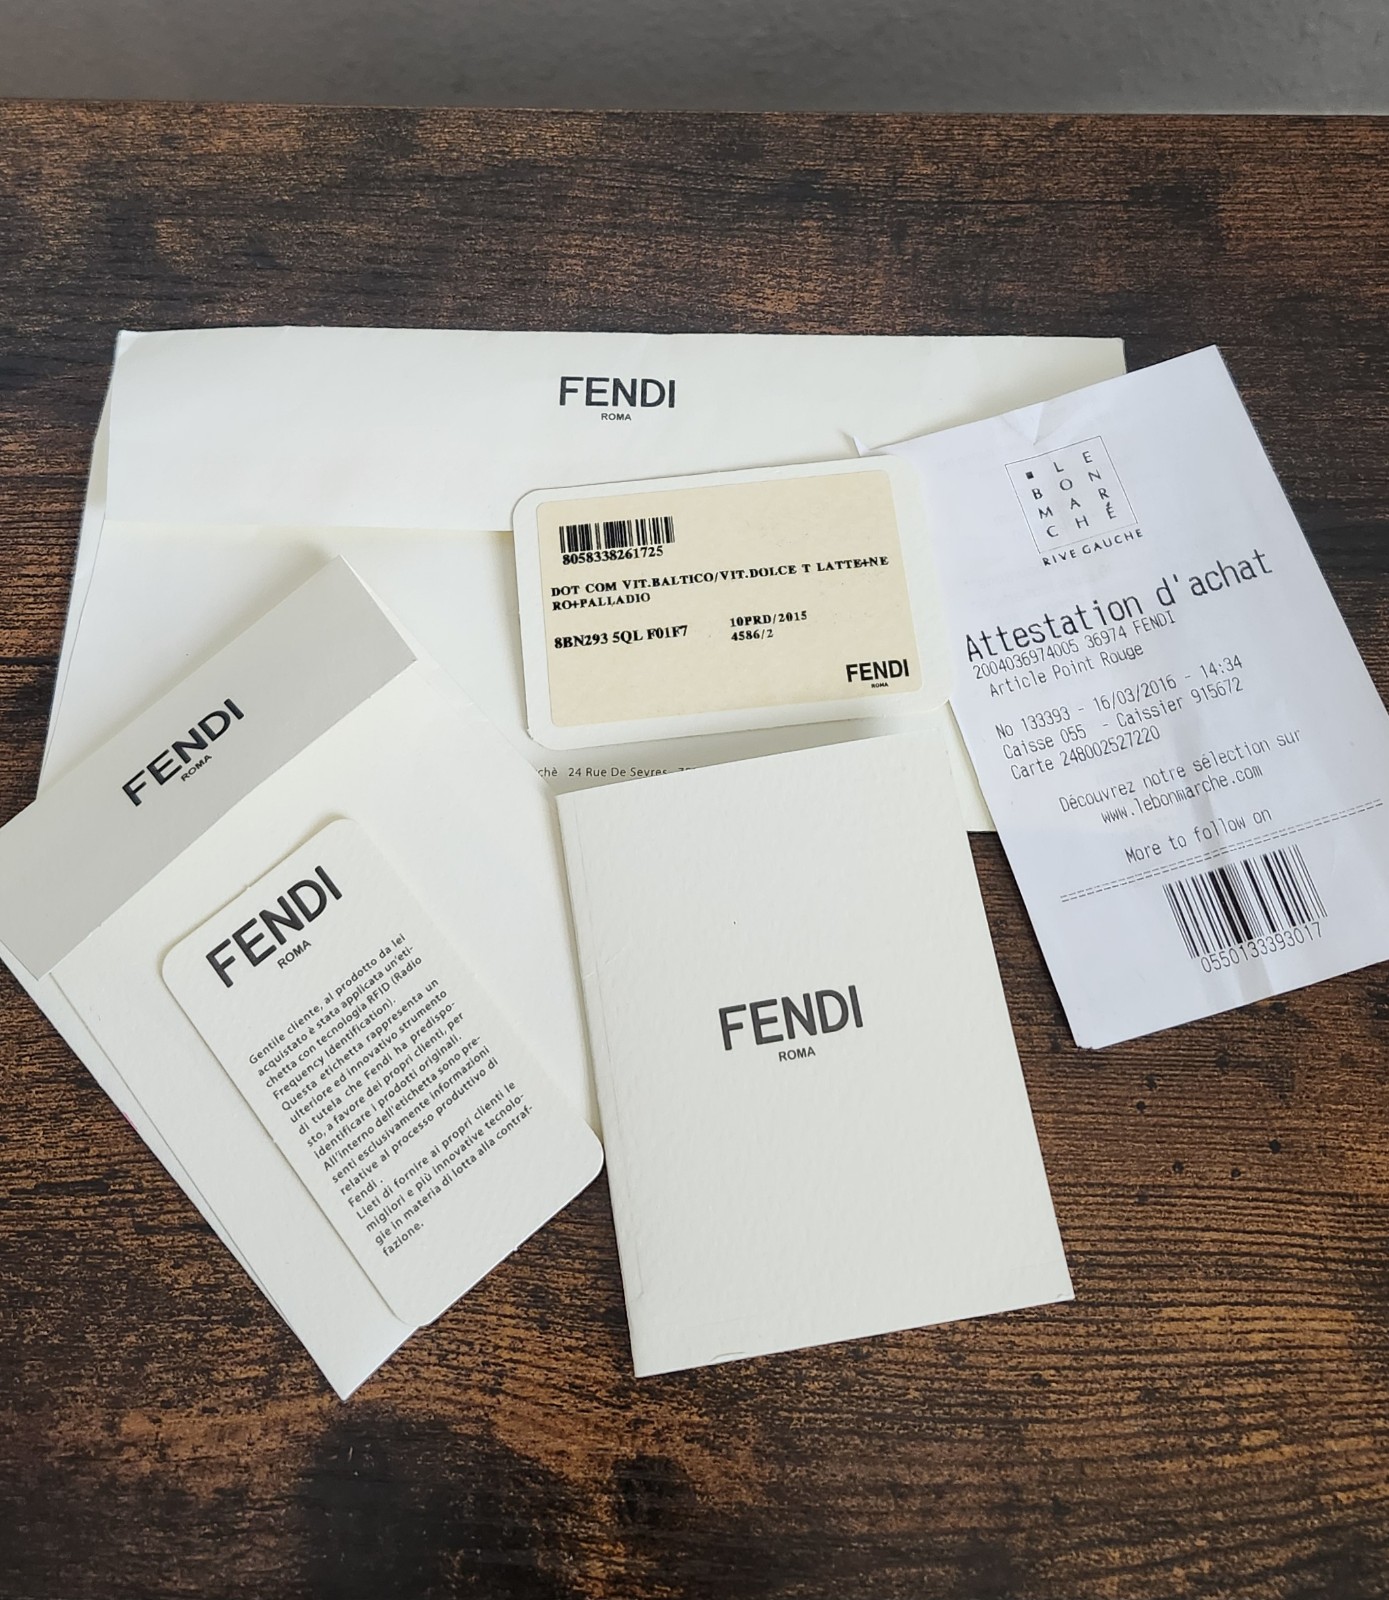 FENDI
ROMA
8058338261725
DOT COM VIT.BALTICO/VIT.DOLCE T LATTE+NE
RO+PALLADIO
8BN293 5QL F01F7
10PRD/2015
4586/2
FENDI
ROMA
LE
BON
MAR
CHÉ
RIVE GAUCHE
Attestation d'achat
2004036974005 36974 FENDI
Article Point Rouge
No 133393 - 16/03/2016 - 14:34
Caisse 055 - Caissier 915672
Carte 248002527220
Découvrez notre sélection sur
www.lebonmarche.com
More to follow on
0550133393017
24 Rue De Sevres
FENDI
ROMA
FENDI
ROMA
Gentile cliente, al prodotto da lei
acquistato è stata applicata un'eti-
chetta con tecnologia RFID (Radio
Frequency Identification).
Questa etichetta rappresenta un
ulteriore ed innovativo strumento
di tutela che Fendi ha predispo-
sto, a favore dei propri clienti, per
identificare i prodotti originali.
All'interno dell'etichetta sono pre-
senti esclusivamente informazioni
relative al processo produttivo di
Fendi .
Lieti di fornire ai propri clienti le
migliori e più innovative tecnolo-
gie in materia di lotta alla contraf-
fazione.
FENDI
ROMA